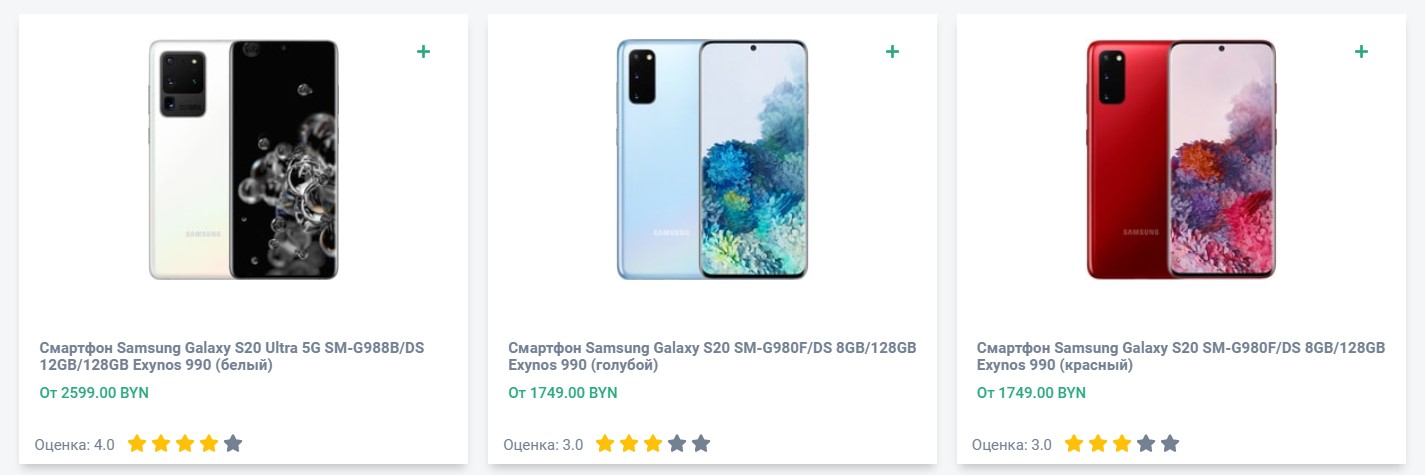 SAMSUNG
Смартфон Samsung Galaxy S20 Ultra 5G SM-G988B/DS
12GB/128GB Exynos 990 (белый)
От 2599.00 BYN
Оценка: 4.0
SAMSUNG
Смартфон Samsung Galaxy S20 SM-G980F/DS 8GB/128GB
Exynos 990 (голубой)
От 1749.00 BYN
Оценка: 3.0
SAMSUNG
Смартфон Samsung Galaxy S20 SM-G980F/DS 8GB/128GB
Exynos 990 (красный)
От 1749.00 BYN
Оценка: 3.0